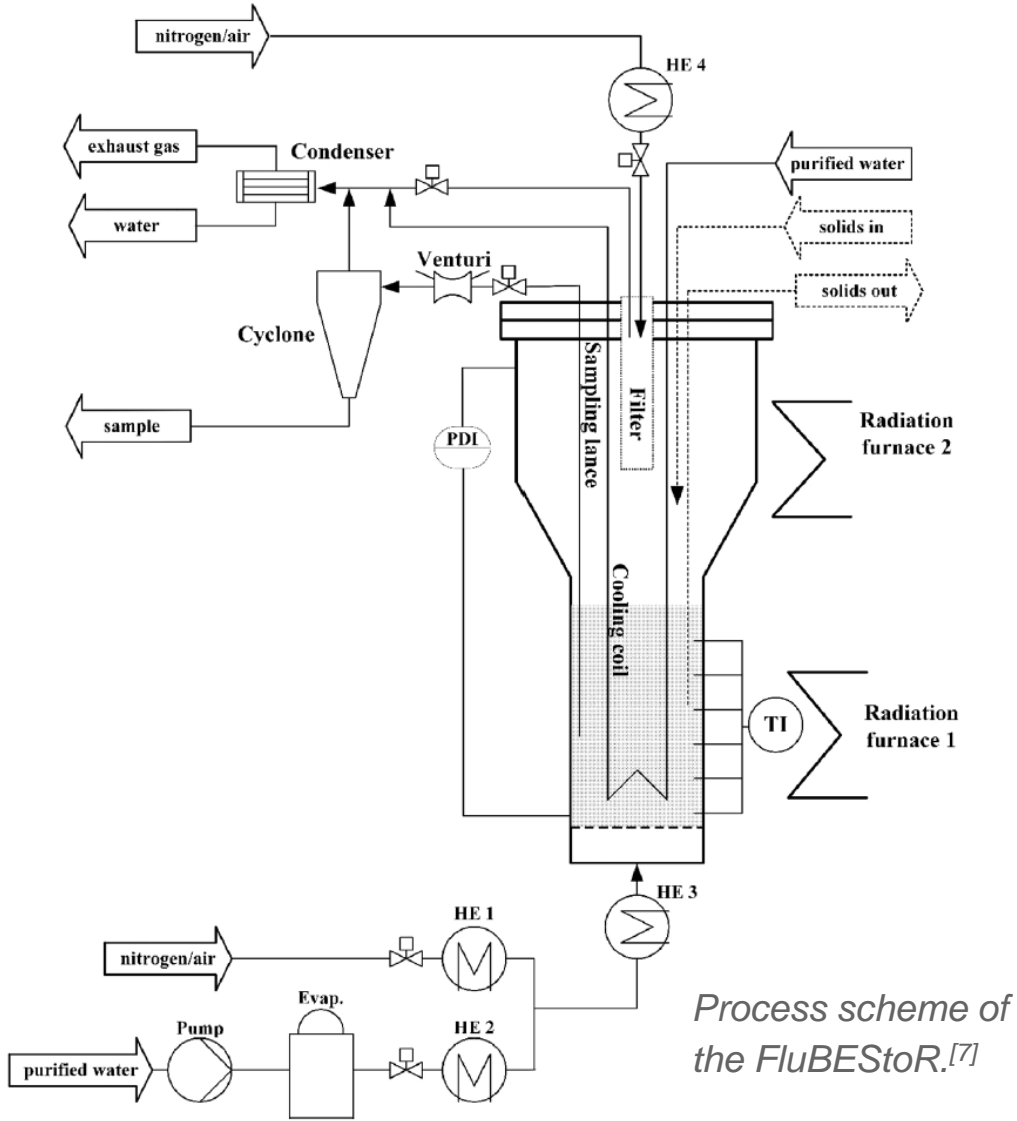 nitrogen/air
HE 4
exhaust gas
Condenser
purified water
water
solids in
Venturi
solids out
Cyclone
Sampling lance
Filter
sample
PDI
Radiation
furnace 2
Cooling coil
TI
Radiation
furnace 1
HE 3
HE 1
nitrogen/air
Evap.
Pump
HE 2
purified water
Process scheme of
the FluBEStoR.[7]